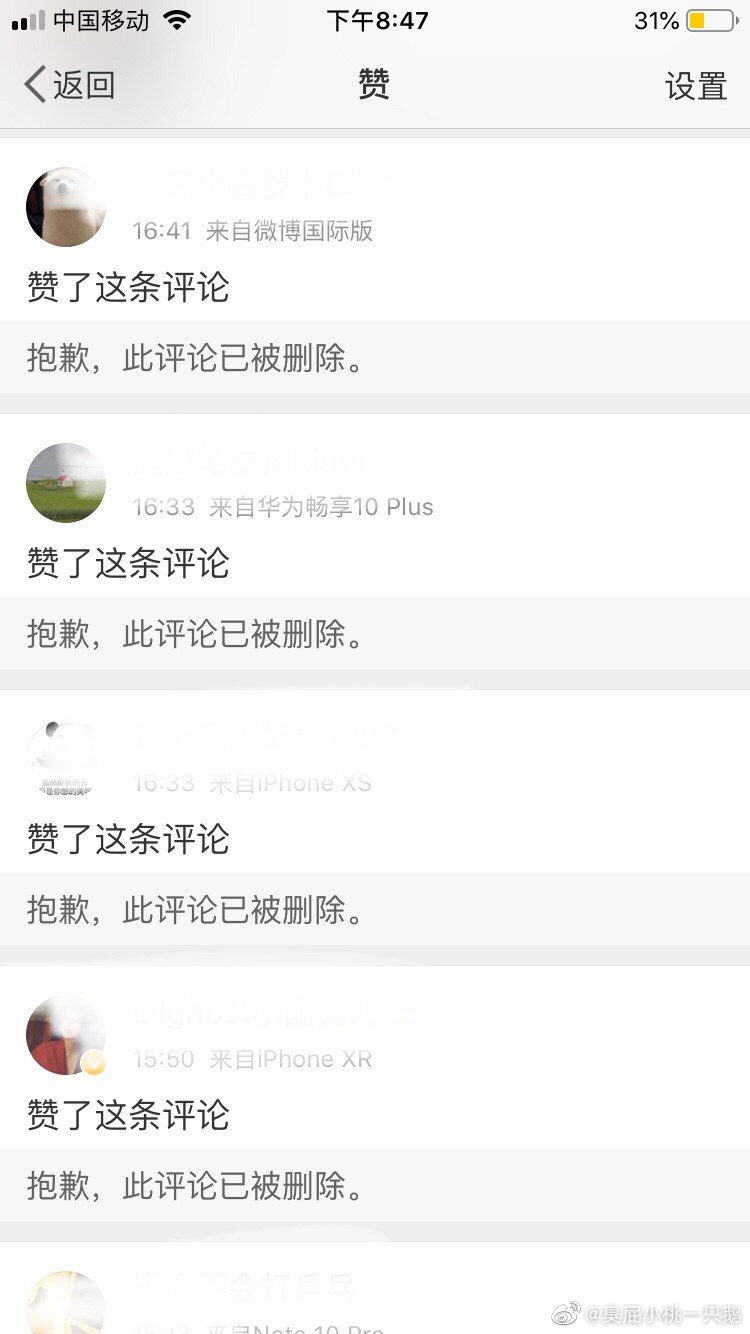 中国移动 下午8:47 31%
返回 赞 设置
一只小白萝卜8773
16:41 来自微博国际版
赞了这条评论
抱歉，此评论已被删除。
16:33 来自华为畅享10 Plus
赞了这条评论
抱歉，此评论已被删除。
1992
16:33 来自iPhone XS
赞了这条评论
抱歉，此评论已被删除。
15:50 来自iPhone XR
赞了这条评论
抱歉，此评论已被删除。
不会打乒乓
15:13 来自Note 10 Pro
@臭屁小桃一只鹅